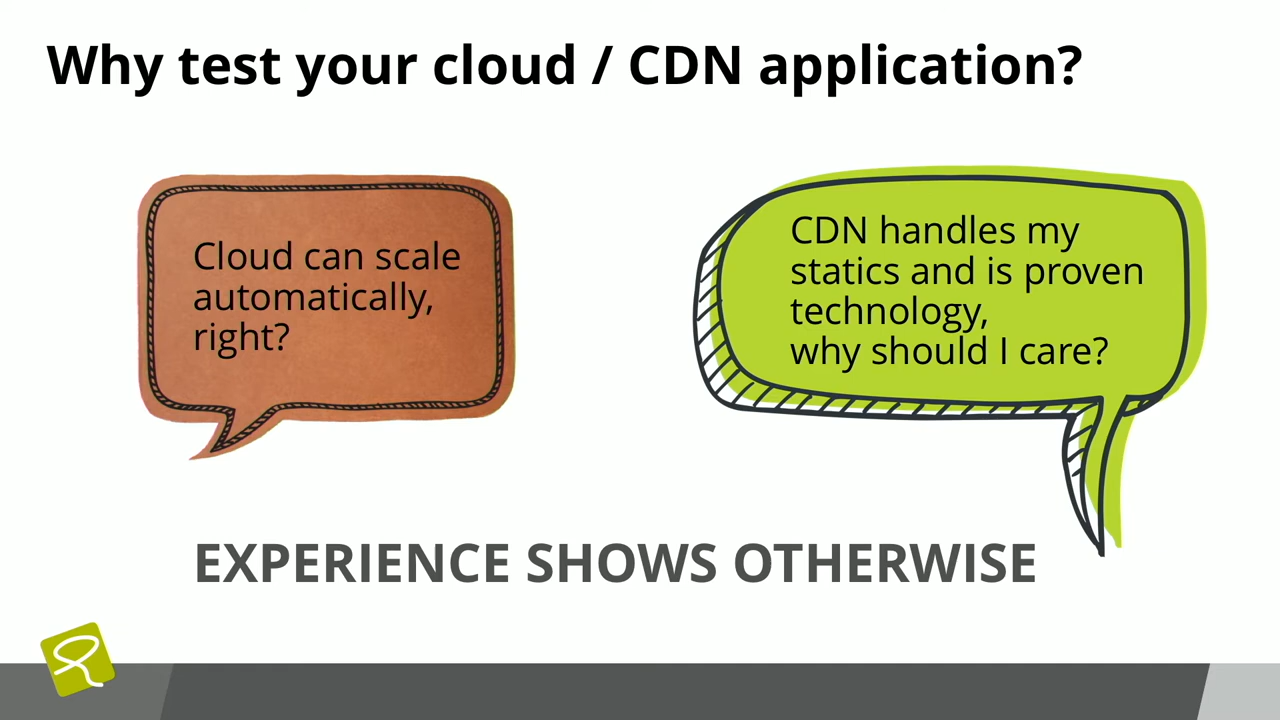 Why test your cloud / CDN application?
Cloud can scale
automatically,
right?
CDN handles my
statics and is proven
technology,
why should I care?
EXPERIENCE SHOWS OTHERWISE